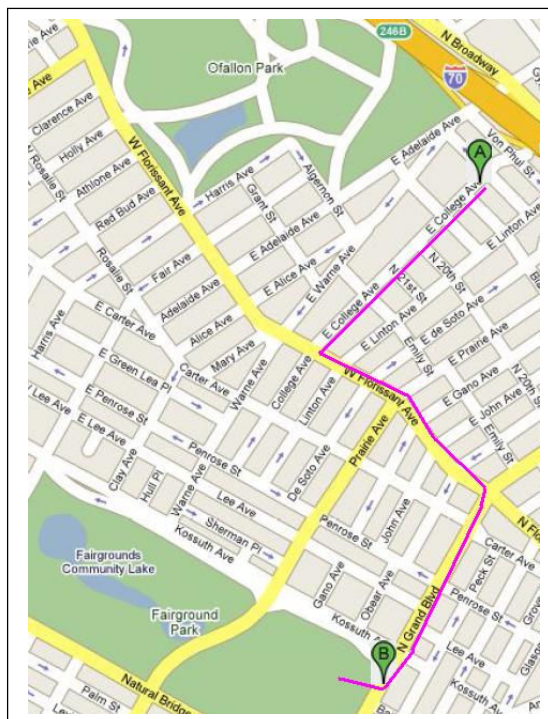 246B
N Broadway
Ofallon Park
70
Clarence Ave
Holly Ave
Athlone Ave
Red Bud Ave
W Florissant Ave
W Rosalie St
Rosalie St
Harris Ave
Grant St
Algernon St
E Adelaide Ave
Von Phul St
A
E College Ave
E Linton Ave
N 20th St
N 21st St
Fair Ave
E Adelaide Ave
E Alice Ave
E Warne Ave
Adelaide Ave
Alice Ave
Mary Ave
E Carter Ave
E College Ave
E Linton Ave
E de Soto Ave
E Prairie Ave
Emily St
Harris Ave
E Green Lea Pl
Carter Ave
Warne Ave
College Ave
Linton Ave
W Florissant Ave
E Gano Ave
E John Ave
N 20th St
Emily St
E Penrose St
E Lee Ave
Penrose St
Prairie Ave
De Soto Ave
Clay Ave
Hull Pl
Warne Ave
Lee Ave
Sherman Pl
Kossuth Ave
Penrose St
John Ave
Fairgrounds
Community Lake
Fairground
Park
Gano Ave
Obear Ave
N Grand Blvd
Carter Ave
Peck St
Penrose St
Kossuth Ave
Lee Ave
Kossuth Ave
B
Natural Bridge
Palm St